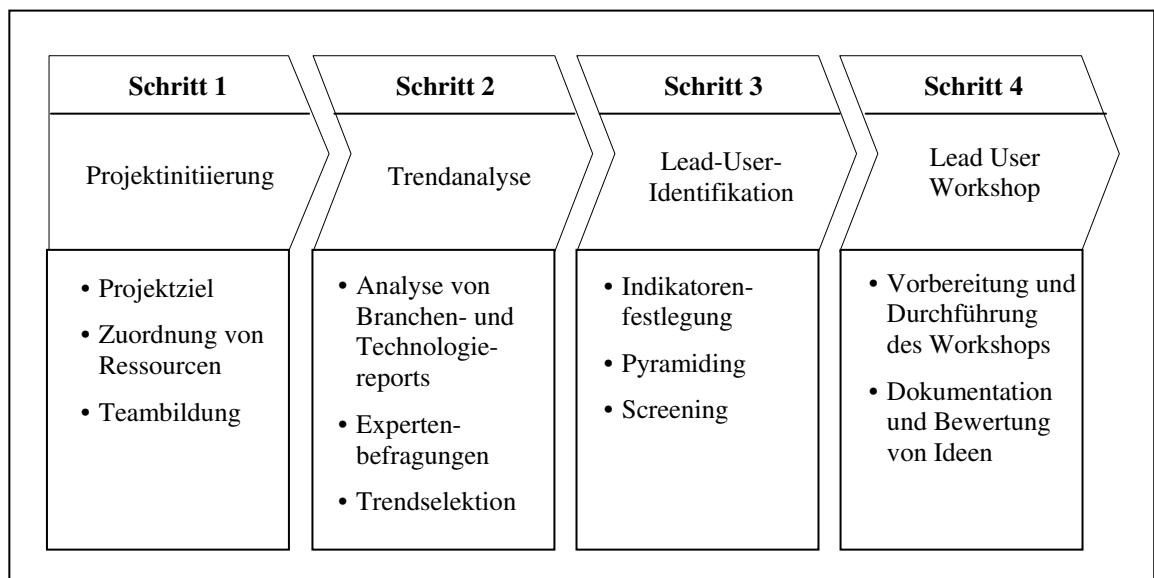 Schritt 1
Projektinitiierung
• Projektziel
• Zuordnung von
Ressourcen
• Teambildung
Schritt 2
Trendanalyse
• Analyse von
Branchen- und
Technologie-
reports
• Experten-
befragungen
• Trendselektion
Schritt 3
Lead-User-
Identifikation
• Indikatoren-
festlegung
• Pyramiding
• Screening
Schritt 4
Lead User
Workshop
• Vorbereitung und
Durchführung
des Workshops
• Dokumentation
und Bewertung
von Ideen